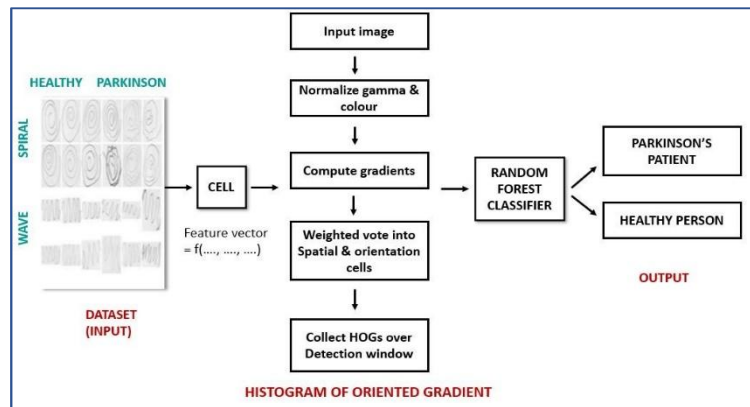 HEALTHY PARKINSON
SPIRAL
WAVE
DATASET
(INPUT)
CELL
Feature vector
= f(...., ...., ....)
Input image
Normalize gamma &
colour
Compute gradients
Weighted vote into
Spatial & orientation
cells
Collect HOGs over
Detection window
HISTOGRAM OF ORIENTED GRADIENT
RANDOM
FOREST
CLASSIFIER
PARKINSON'S
PATIENT
HEALTHY PERSON
OUTPUT